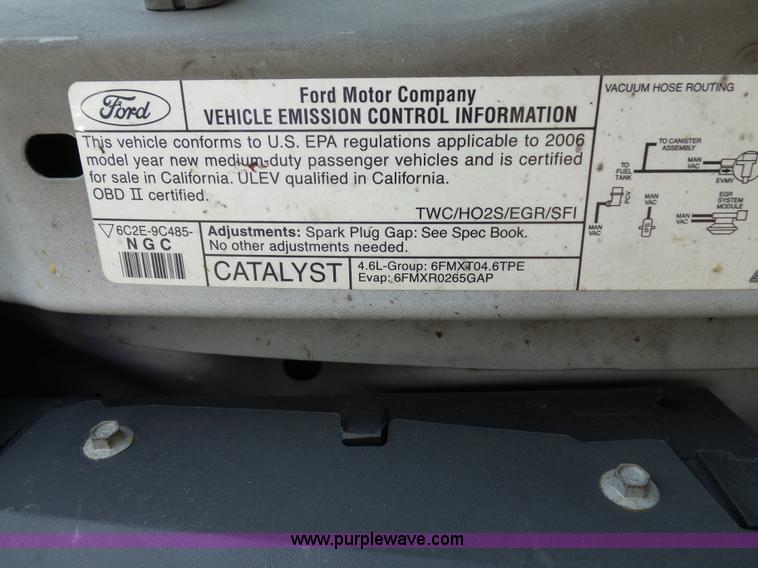 Ford
Ford Motor Company
VEHICLE EMISSION CONTROL INFORMATION
This vehicle conforms to U.S. EPA regulations applicable to 2006
model year new medium-duty passenger vehicles and is certified
for sale in California. ULEV qualified in California.
OBD II certified.
TWC/HO2S/EGR/SFI
6C2E-9C485-
NGC
Adjustments: Spark Plug Gap: See Spec Book.
No other adjustments needed.
CATALYST
4.6L-Group: 6FMXT04.6TPE
Evap: 6FMXR0265GAP
VACUUM HOSE ROUTING
TO CANISTER
ASSEMBLY
TO
FUEL
TANK
MAN
VAC
EVMV
PCV
MAN
VAC
FPS
MAN
VAC
EGR
SYSTEM
MODULE
www.purplewave.com